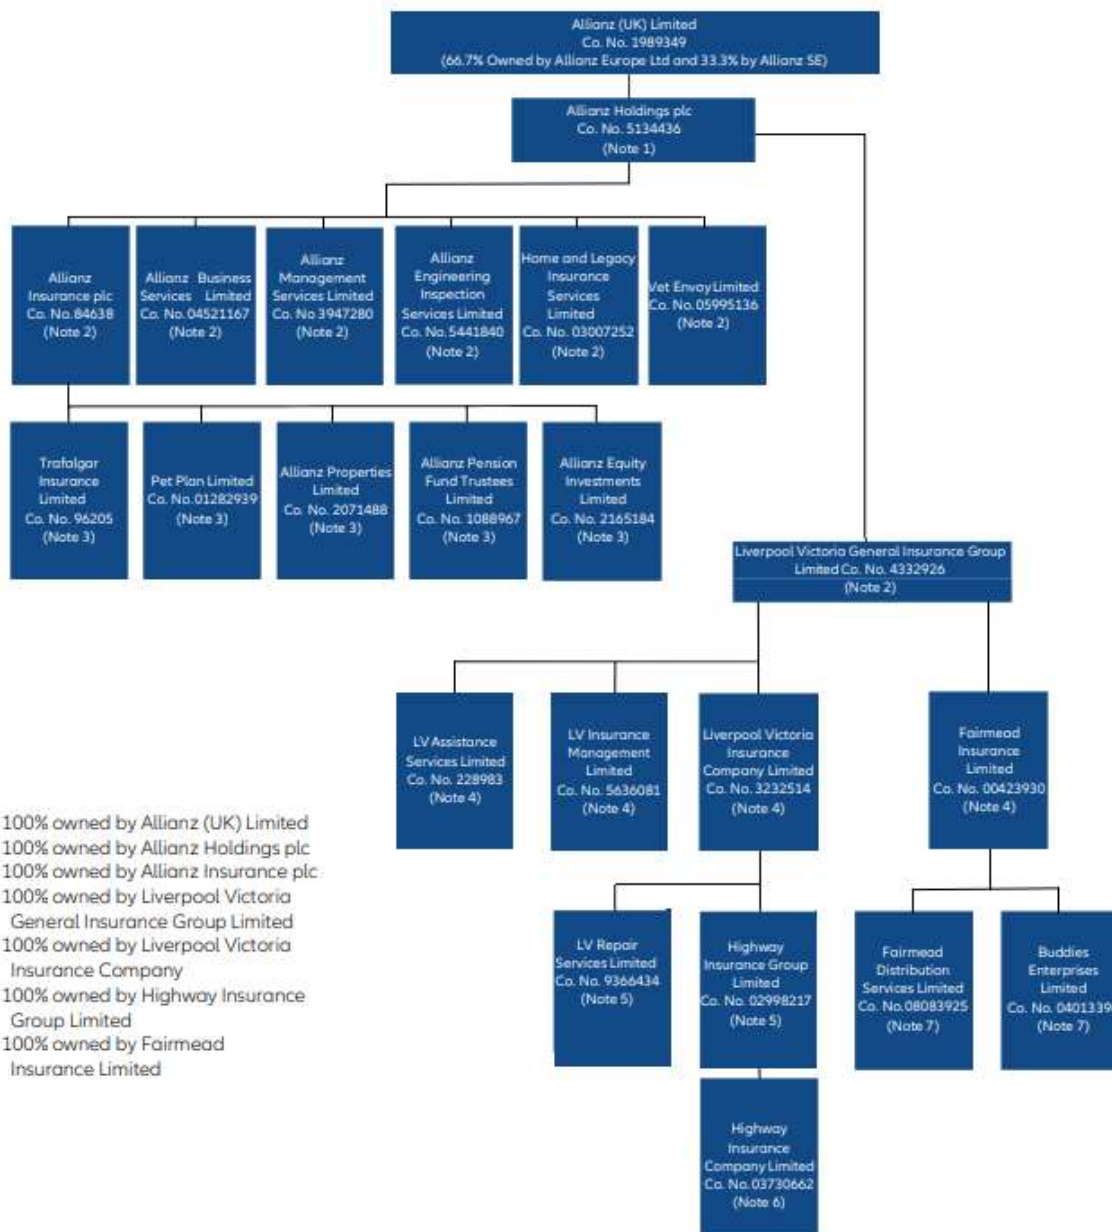 Allianz (UK) Limited
Co. No. 1989349
(66.7% Owned by Allianz Europe Ltd and 33.3% by Allianz SE)
Allianz Holdings plc
Co. No. 5134436
(Note 1)
Allianz
Insurance plc
Co. No.84638
(Note 2)
Allianz Business
Services Limited
Co. No.04521167
(Note 2)
Allianz
Management
Services Limited
Co. No 3947280
(Note 2)
Allianz
Engineering
Inspection
Services Limited
Co. No. 5441840
(Note 2)
Home and Legacy
Insurance
Services
Limited
Co. No. 03007252
(Note 2)
Vet Envoy Limited
Co. No.05995136
(Note 2)
Trafalgar
Insurance
Limited
Co. No. 96205
(Note 3)
Pet Plan Limited
Co. No.01282939
(Note 3)
Allianz Properties
Limited
Co. No. 2071488
(Note 3)
Allianz Pension
Fund Trustees
Limited
Co. No.1088967
(Note 3)
Allianz Equity
Investments
Limited
Co. No.2165184
(Note 3)
Liverpool Victoria General Insurance Group
Limited Co. No. 4332926
(Note 2)
LV Assistance
Services Limited
Co. No. 228983
(Note 4)
LV Insurance
Management
Limited
Co. No. 5636081
(Note 4)
Liverpool Victoria
Insurance
Company Limited
Co. No. 3232514
(Note 4)
Fairmead
Insurance
Limited
Co. No. 00423930
(Note 4)
100% owned by Allianz (UK) Limited
100% owned by Allianz Holdings plc
100% owned by Allianz Insurance plc
100% owned by Liverpool Victoria
General Insurance Group Limited
100% owned by Liverpool Victoria
Insurance Company
100% owned by Highway Insurance
Group Limited
100% owned by Fairmead
Insurance Limited
LV Repair
Services Limited
Co. No. 9366434
(Note 5)
Highway
Insurance Group
Limited
Co. No. 02998217
(Note 5)
Fairmead
Distribution
Services Limited
Co. No.08083925
(Note 7)
Buddies
Enterprises
Limited
Co. No. 0401339
(Note 7)
Highway
Insurance
Company Limited
Co. No.03730662
(Note 6)